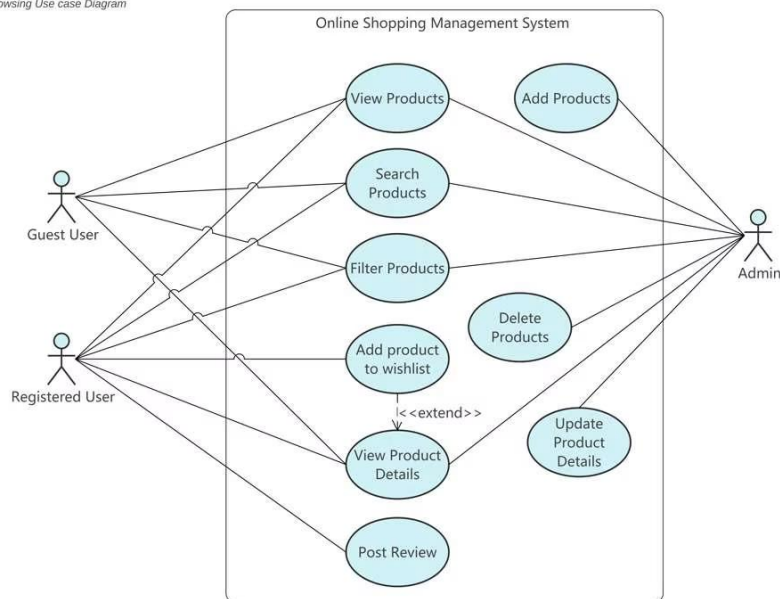 owsing Use case Diagram
Online Shopping Management System
View Products
Add Products
Search
Products
Guest User
Filter Products
Admin
Delete
Products
Add product
to wishlist
Registered User
<<extend>>
Update
Product
Details
View Product
Details
Post Review